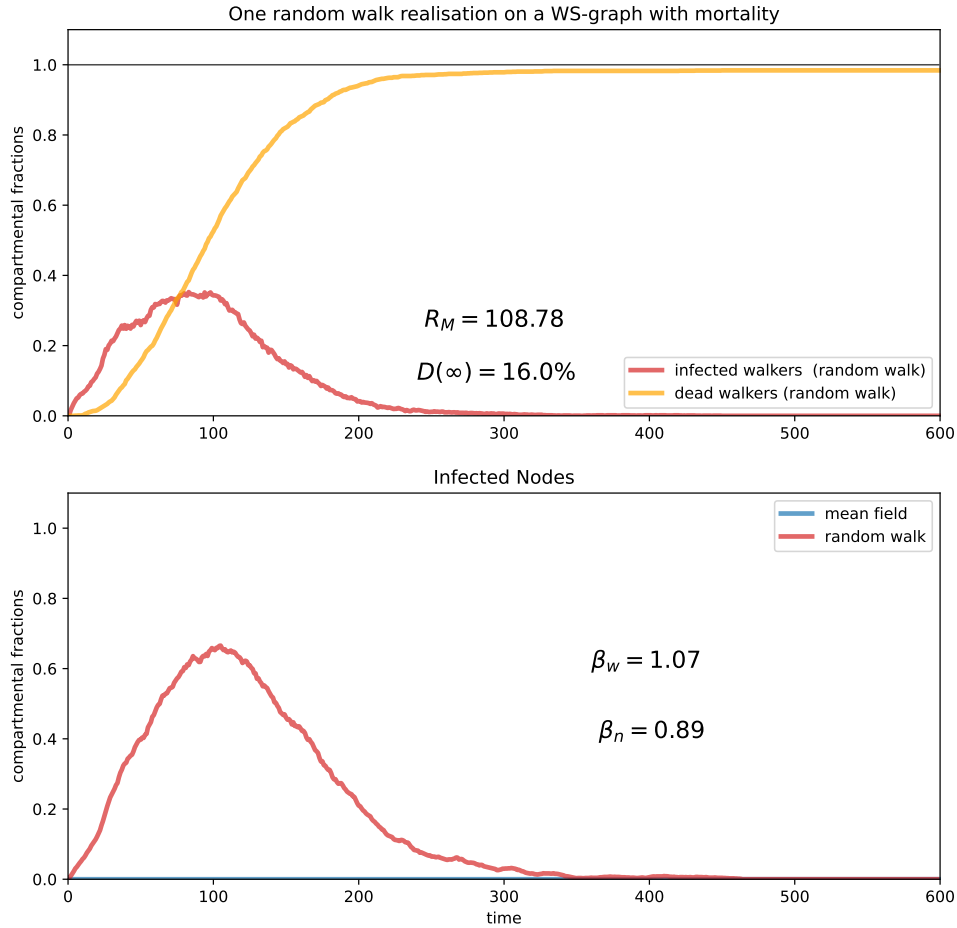 One random walk realisation on a WS-graph with mortality
compartmental fractions
1.0
0.8
0.6
0.4
0.2
0.0
R_M = 108.78
D(∞) = 16.0%
infected walkers  (random walk)
dead walkers (random walk)
0 100 200 300 400 500 600
Infected Nodes
compartmental fractions
1.0
0.8
0.6
0.4
0.2
0.0
mean field
random walk
β_w = 1.07
β_n = 0.89
0 100 200 300 400 500 600
time